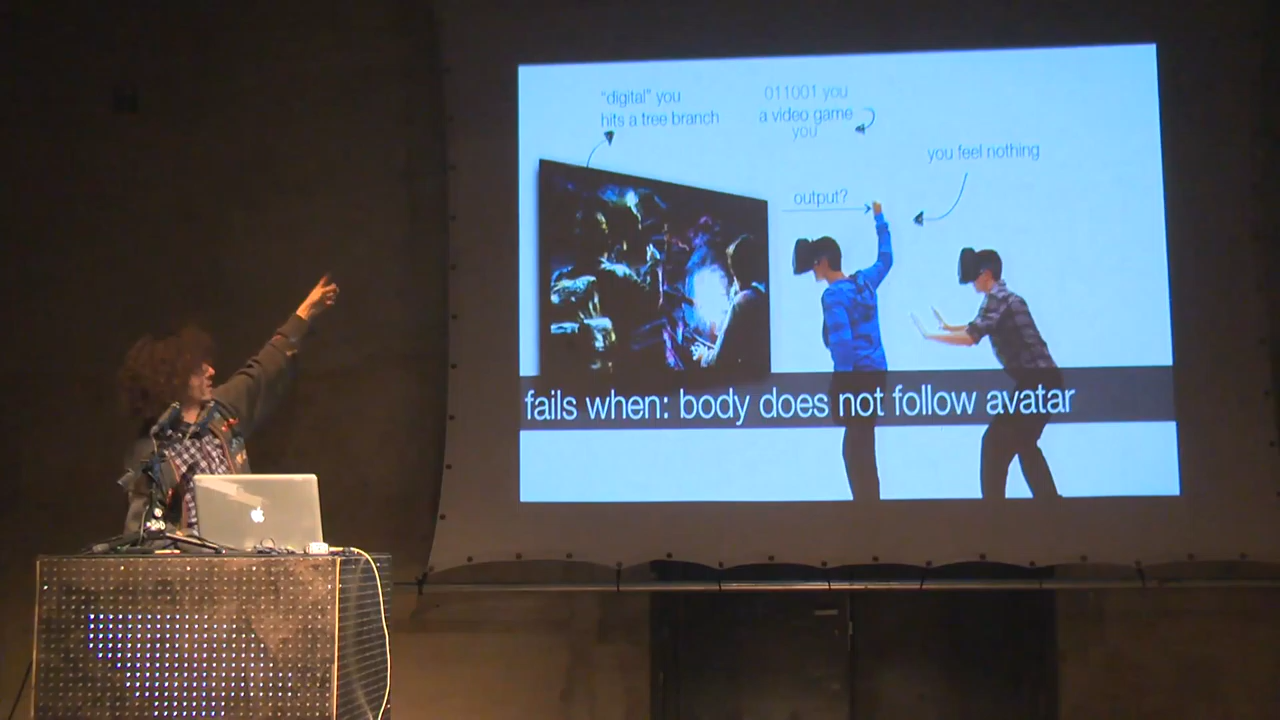 "digital" you
hits a tree branch
011001 you
a video game
you
you feel nothing
output?
fails when: body does not follow avatar